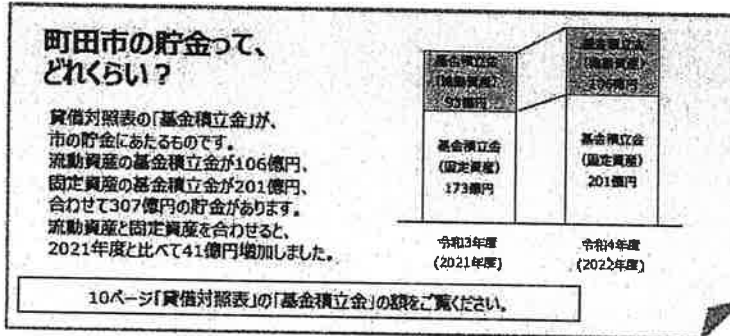 町田市の貯金って、
どれくらい？
貸借対照表の「基金積立金」が、
市の貯金にあたるものです。
流動資産の基金積立金が106億円、
固定資産の基金積立金が201億円、
合わせて307億円の貯金があります。
流動資産と固定資産を合わせると、
2021年度と比べて41億円増加しました。
基金積立金
(流動資産)
93億円
基金積立金
(固定資産)
173億円
令和3年度
(2021年度)
基金積立金
(流動資産)
106億円
基金積立金
(固定資産)
201億円
令和4年度
(2022年度)
10ページ「貸借対照表」の「基金積立金」の額をご覧ください。